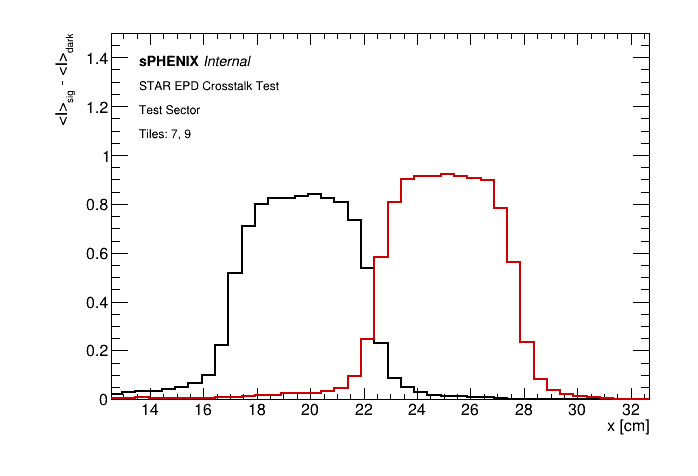 <I>sig - <I>dark
1.4
1.2
1
0.8
0.6
0.4
0.2
0
sPHENIX Internal
STAR EPD Crosstalk Test
Test Sector
Tiles: 7, 9
14 16 18 20 22 24 26 28 30 32
x [cm]